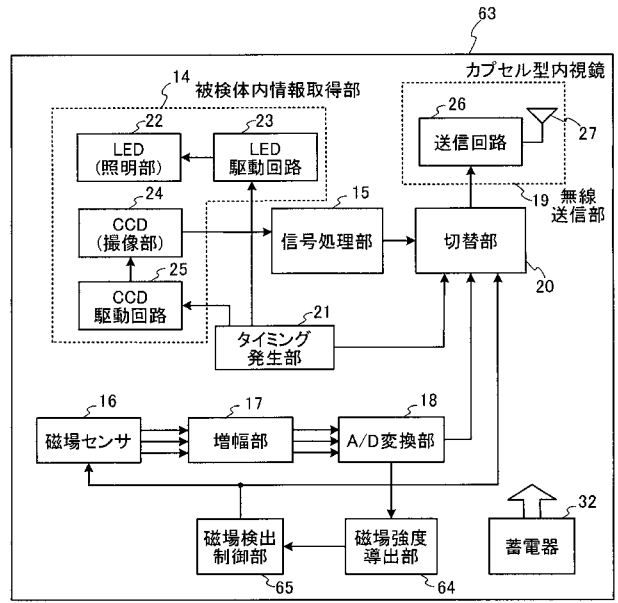 63
カプセル型内視鏡
14
被検体内情報取得部
22
LED
(照明部)
23
LED
駆動回路
26
送信回路
27
19
無線
送信部
24
CCD
(撮像部)
15
信号処理部
切替部
20
25
CCD
駆動回路
21
タイミング
発生部
16
磁場センサ
17
増幅部
18
A/D変換部
磁場検出
制御部
65
磁場強度
導出部
64
32
蓄電器